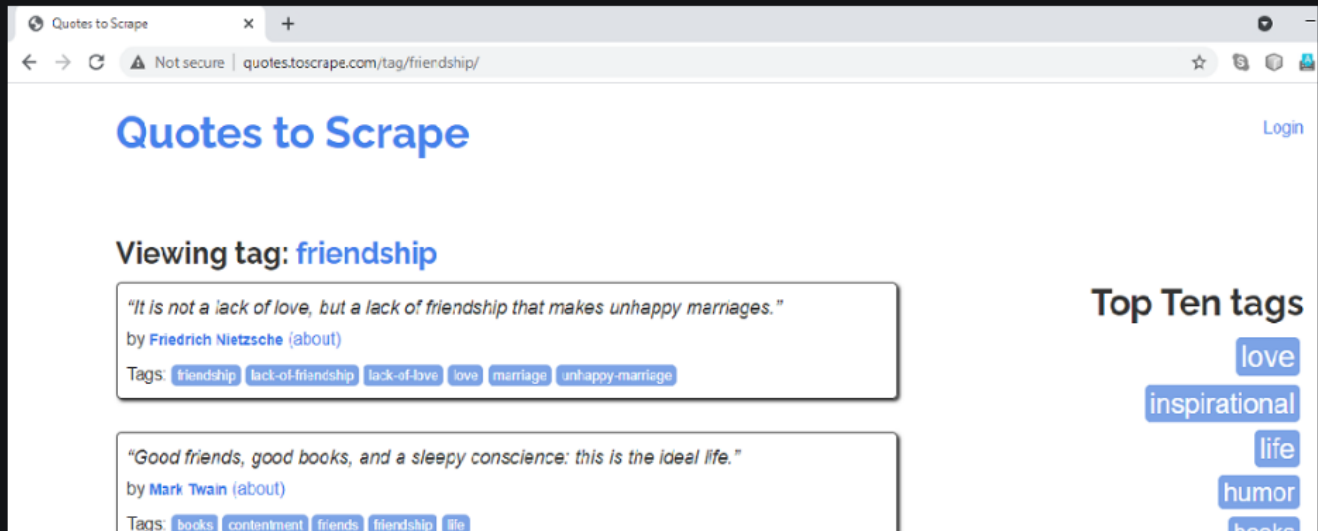 Quotes to Scrape
Not secure | quotes.toscrape.com/tag/friendship/
Quotes to Scrape
Login
Viewing tag: friendship
“It is not a lack of love, but a lack of friendship that makes unhappy marriages.”
by Friedrich Nietzsche (about)
Tags: friendship lack-of-friendship lack-of-love love marriage unhappy-marriage
“Good friends, good books, and a sleepy conscience: this is the ideal life.”
by Mark Twain (about)
Tags: books contentment friends friendship life
Top Ten tags
love
inspirational
life
humor
books